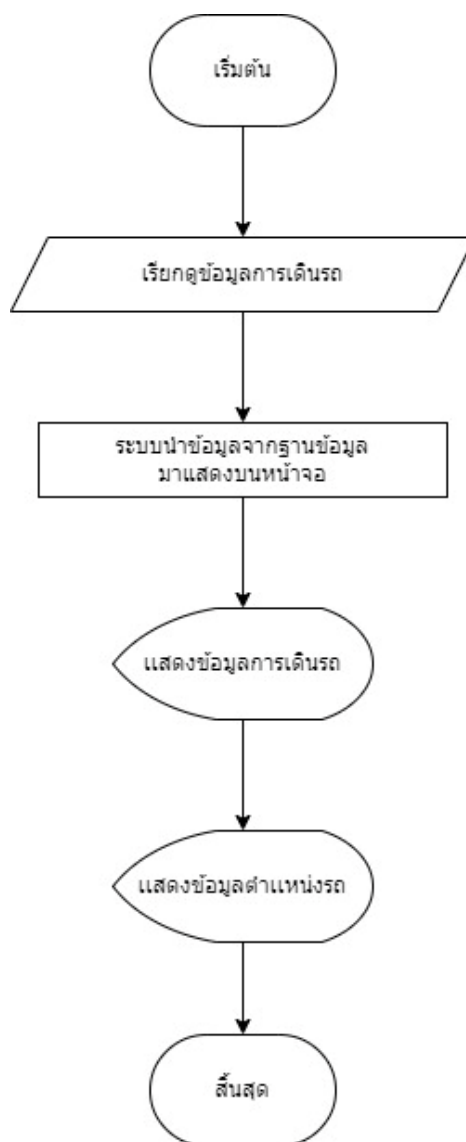 เริ่มต้น
เรียกดูข้อมูลการเดินรถ
ระบบนำข้อมูลจากฐานข้อมูล
มาแสดงบนหน้าจอ
แสดงข้อมูลการเดินรถ
แสดงข้อมูลตำแหน่งรถ
สิ้นสุด